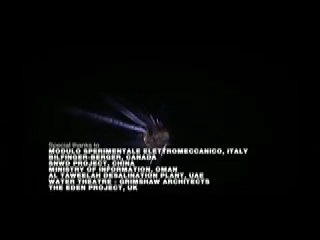 Special thanks to
MODULO SPERIMENTALE ELETTROMECCANICO, ITALY
BILFINGER-BERGER, CANADA
SNWD PROJECT, CHINA
MINISTRY OF INFORMATION, OMAN
AL TAWEELAH DESALINATION PLANT, UAE
WATER THEATRE : GRIMSHAW ARCHITECTS
THE EDEN PROJECT, UK